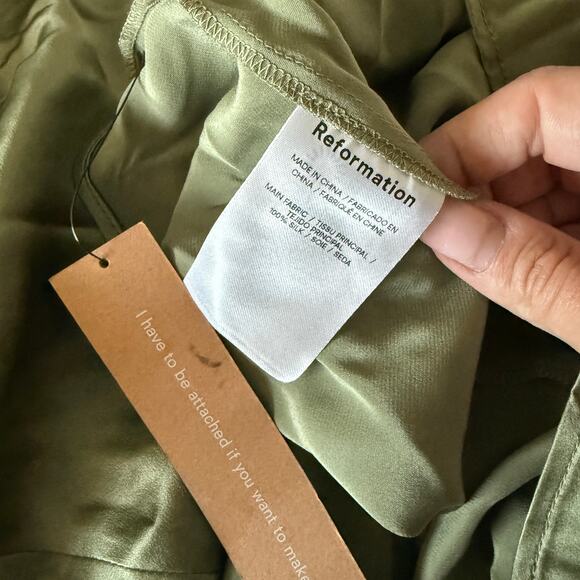 Reformation
MADE IN CHINA / FABRICADO EN
CHINA / FABRIQUÉ EN CHINE
MAIN FABRIC / TISSU PRINCIPAL /
TEJIDO PRINCIPAL
100% SILK / SOIE / SEDA
I have to be attached if you want to make